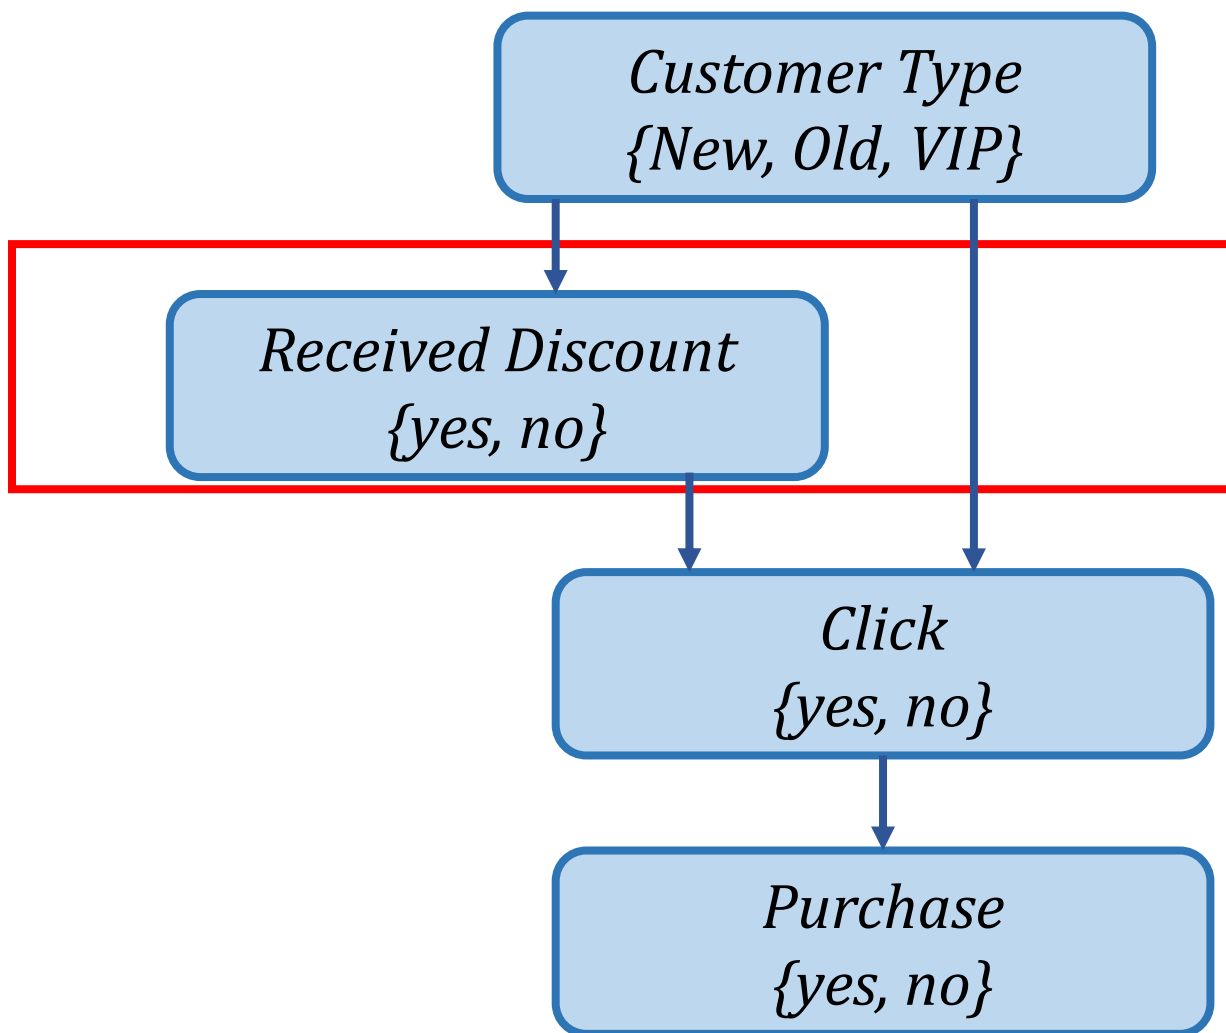 Customer Type
{New, Old, VIP}
Received Discount
{yes, no}
Click
{yes, no}
Purchase
{yes, no}